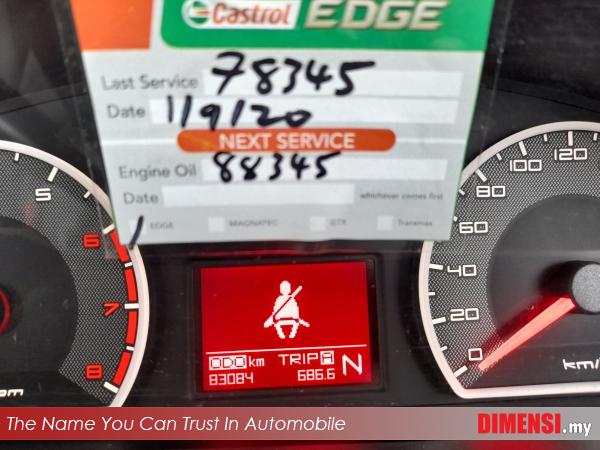 Castrol EDGE
Last Service 78345
Date 1/9/20
NEXT SERVICE
Engine Oil 88345
Date whichever comes first
EDGE MAGNATEC GTX Transmax
5
6
7
8
0
20
40
60
80
100
120
km/
000 km TRIP A N
83084 686.6
The Name You Can Trust In Automobile
DIMENSI.my